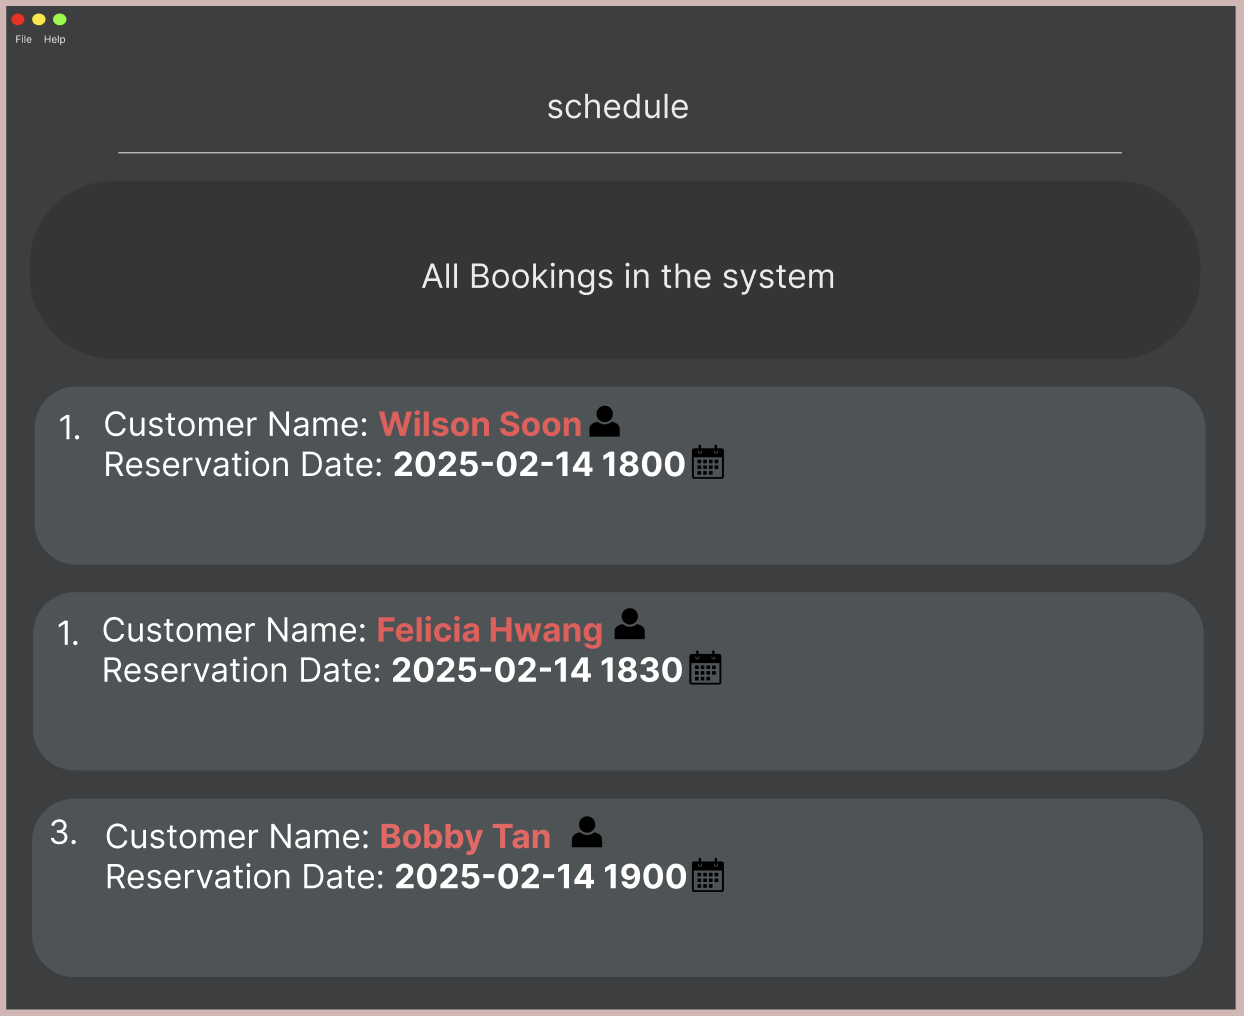 File Help
schedule
All Bookings in the system
1. Customer Name: Wilson Soon
Reservation Date: 2025-02-14 1800
1. Customer Name: Felicia Hwang
Reservation Date: 2025-02-14 1830
3. Customer Name: Bobby Tan
Reservation Date: 2025-02-14 1900